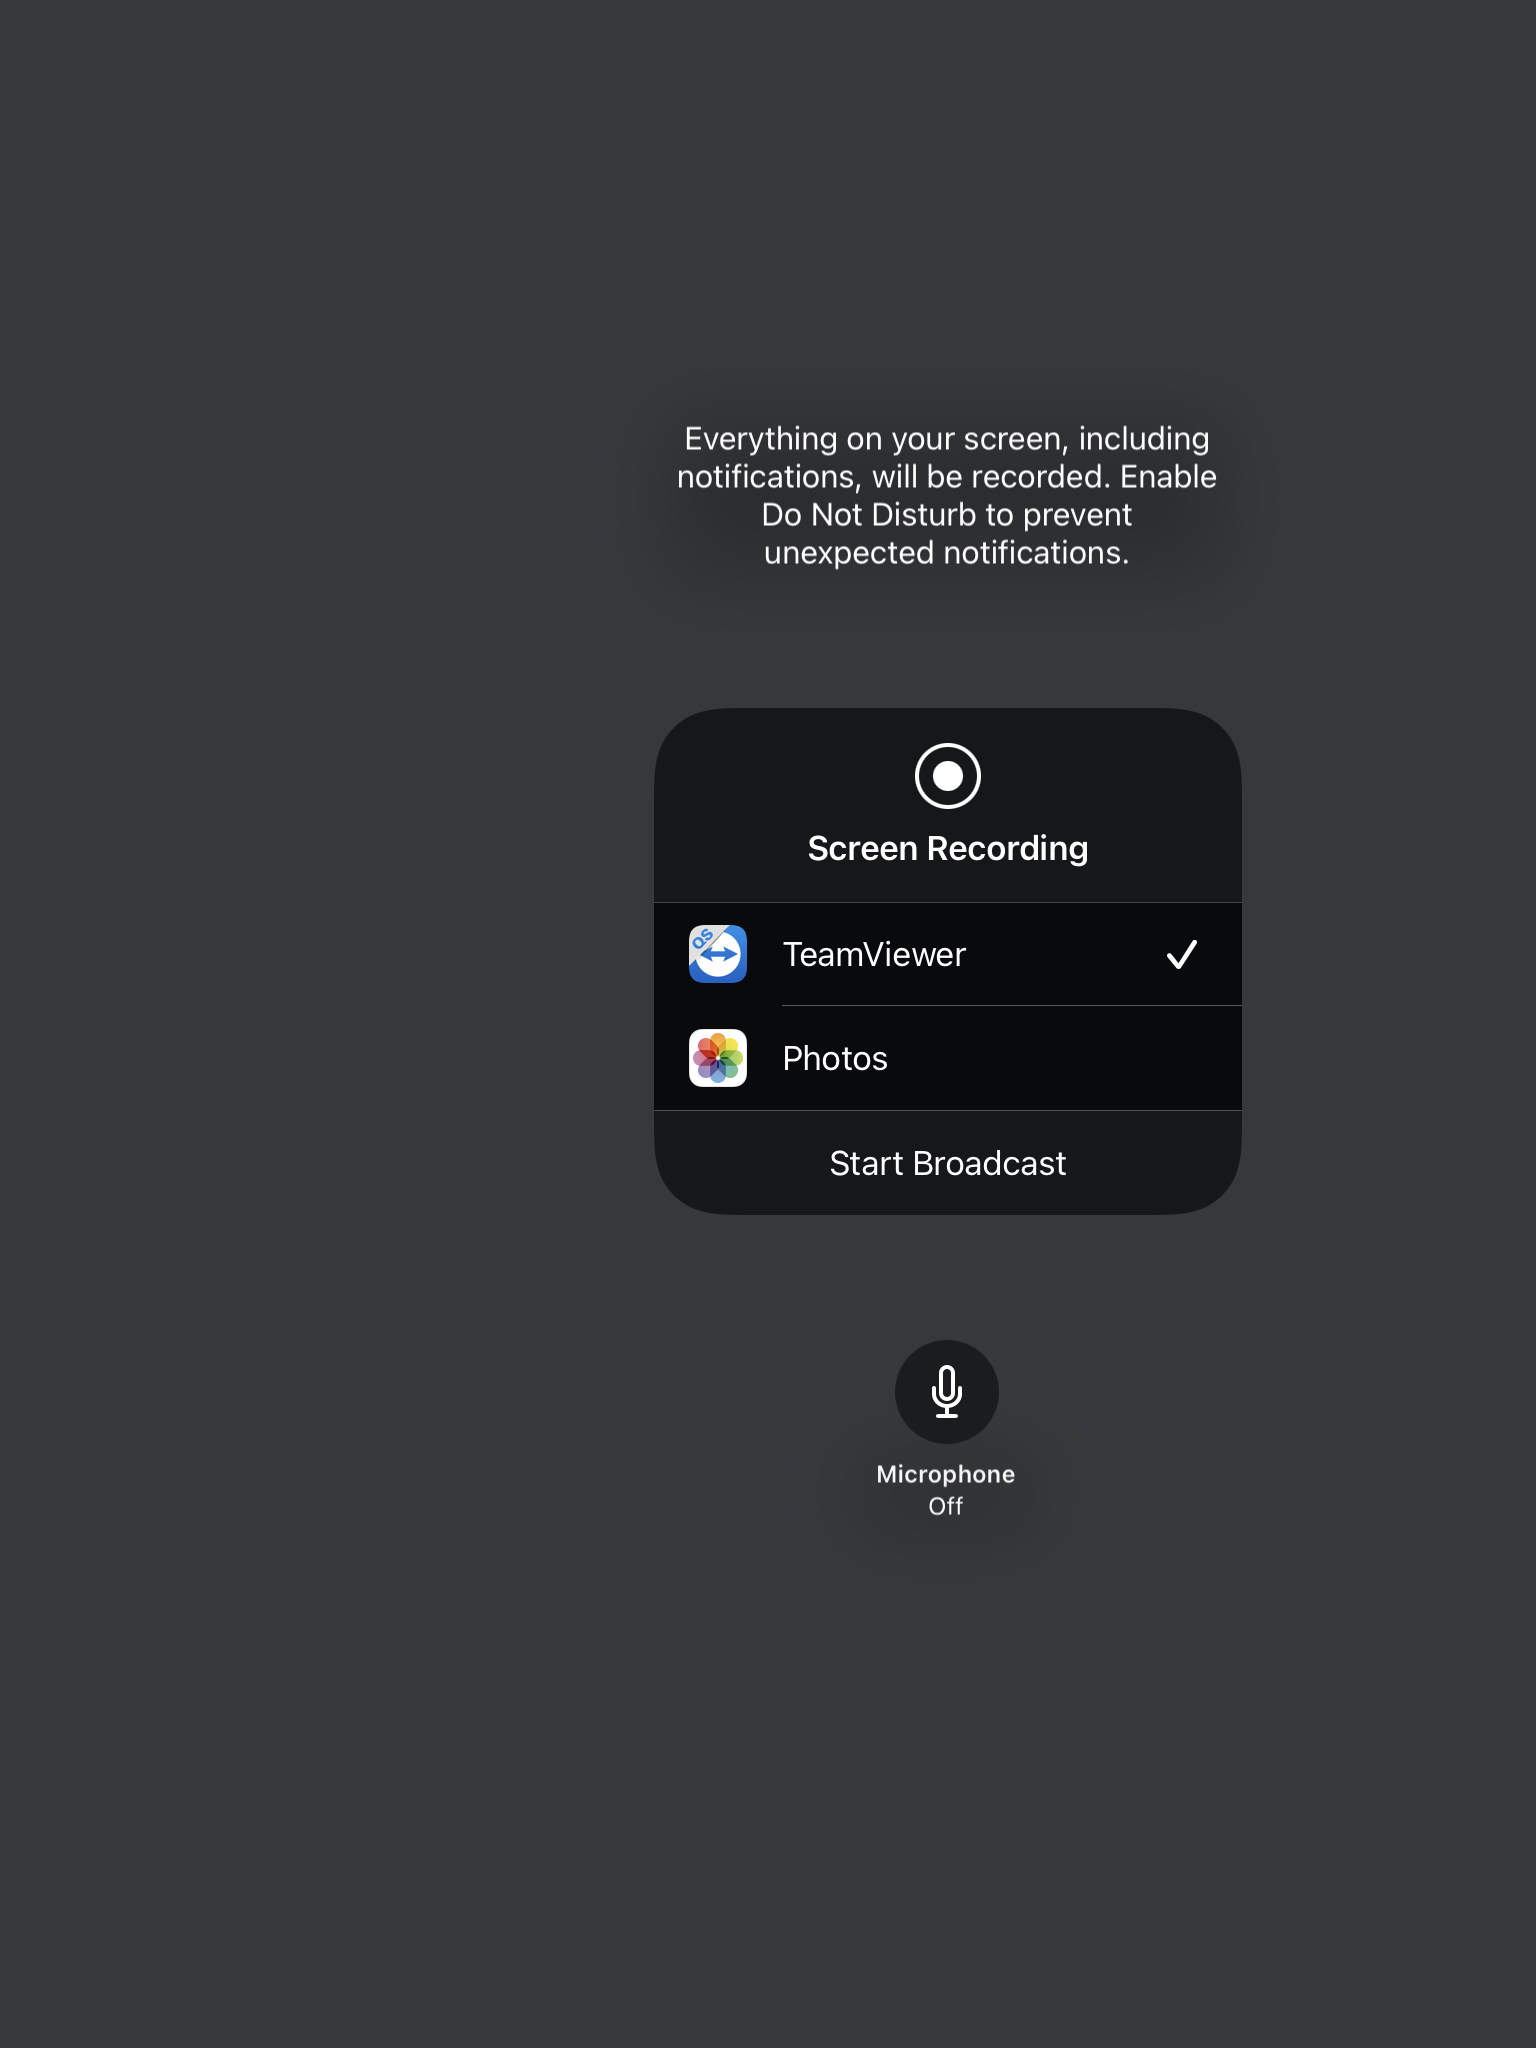 Everything on your screen, including
notifications, will be recorded. Enable
Do Not Disturb to prevent
unexpected notifications.
Screen Recording
QS
TeamViewer
Photos
Start Broadcast
Microphone
Off